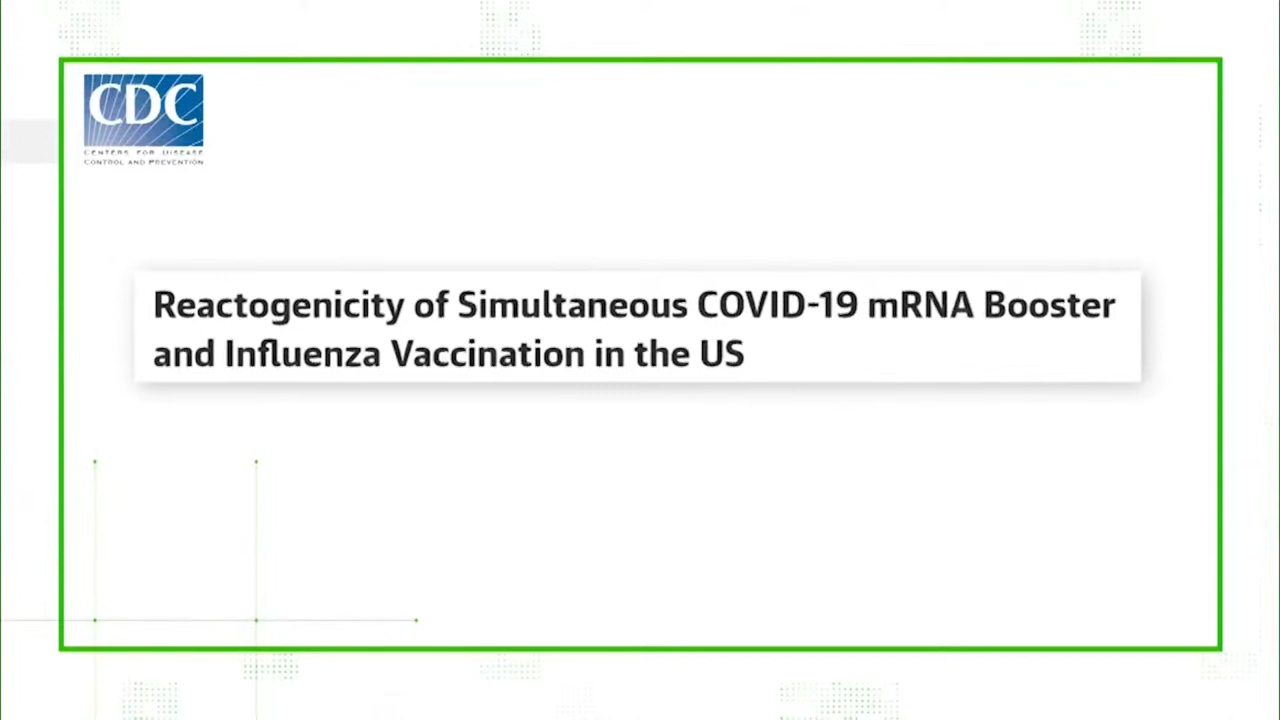 CDC
CENTERS FOR DISEASE
CONTROL AND PREVENTION
Reactogenicity of Simultaneous COVID-19 mRNA Booster
and Influenza Vaccination in the US